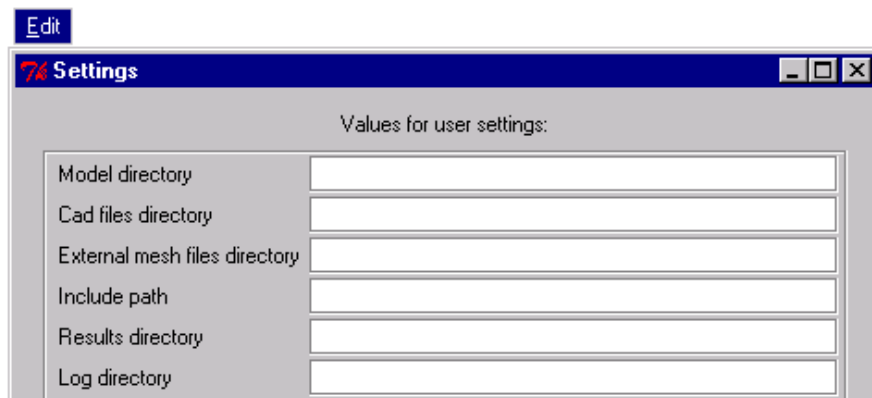 Edit
Settings
Values for user settings:
Model directory
Cad files directory
External mesh files directory
Include path
Results directory
Log directory